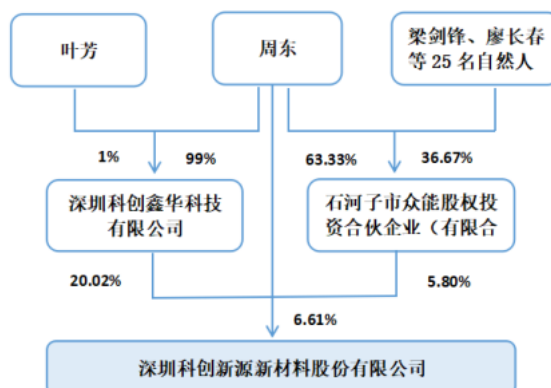 叶芳
周东
梁剑锋、廖长春
等 25 名自然人
1%
99%
63.33%
36.67%
深圳科创鑫华科技
有限公司
石河子市众能股权投
资合伙企业（有限合
20.02%
5.80%
6.61%
深圳科创新源新材料股份有限公司